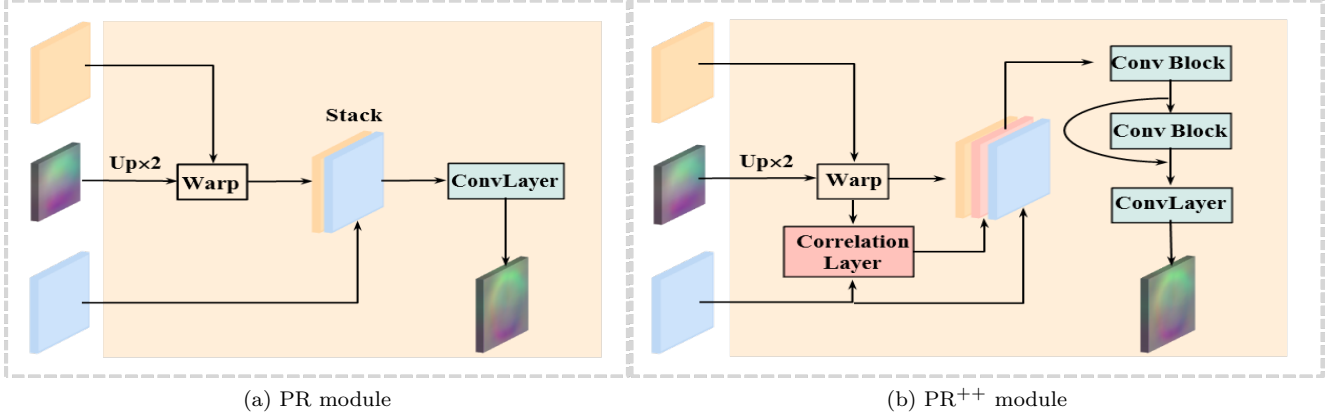 Stack
Up×2
Warp
ConvLayer
(a) PR module
Up×2
Warp
Correlation
Layer
Conv Block
Conv Block
ConvLayer
(b) PR++ module